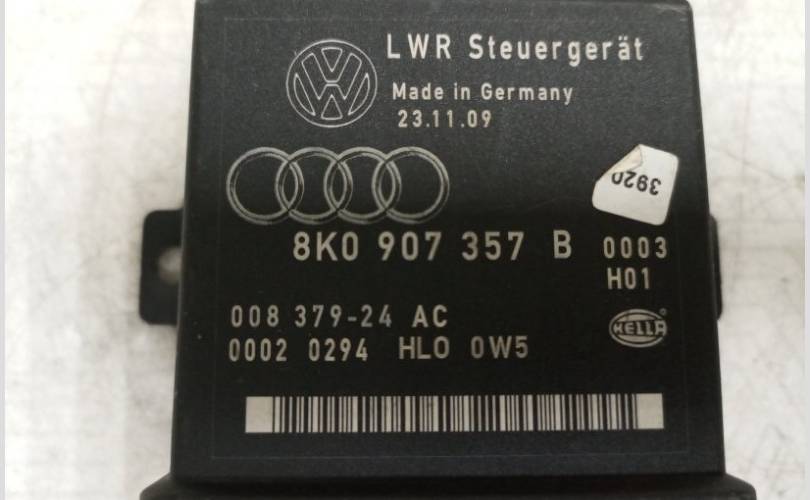 LWR Steuergerät
Made in Germany
23.11.09
3920
8K0 907 357 B 0003
H01
008 379-24 AC
0002 0294 HLO 0W5
HELLA